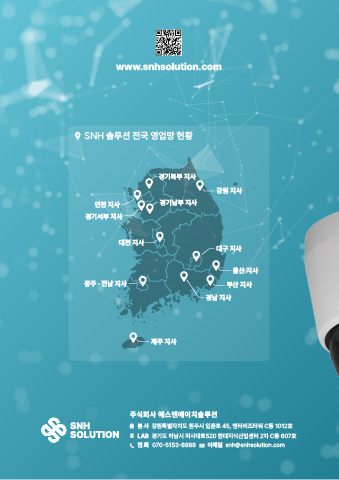 www.snhsolution.com
SNH 솔루션 전국 영업망 현황
경기북부 지사
강원 지사
인천 지사
경기남부 지사
경기서부 지사
대전 지사
대구 지사
울산 지사
광주 · 전남 지사
부산 지사
경남 지사
제주 지사
주식회사 에스엔에이치솔루션
SNH
SOLUTION
본 사 강원특별자치도 원주시 입춘로 45, 엔터비즈타워 C동 1012호
LAB 경기도 하남시 미사대로520 현대지식산업센터 2차 C동 607호
전 화 070-5153-6888 이메일 snh@snhsolution.com